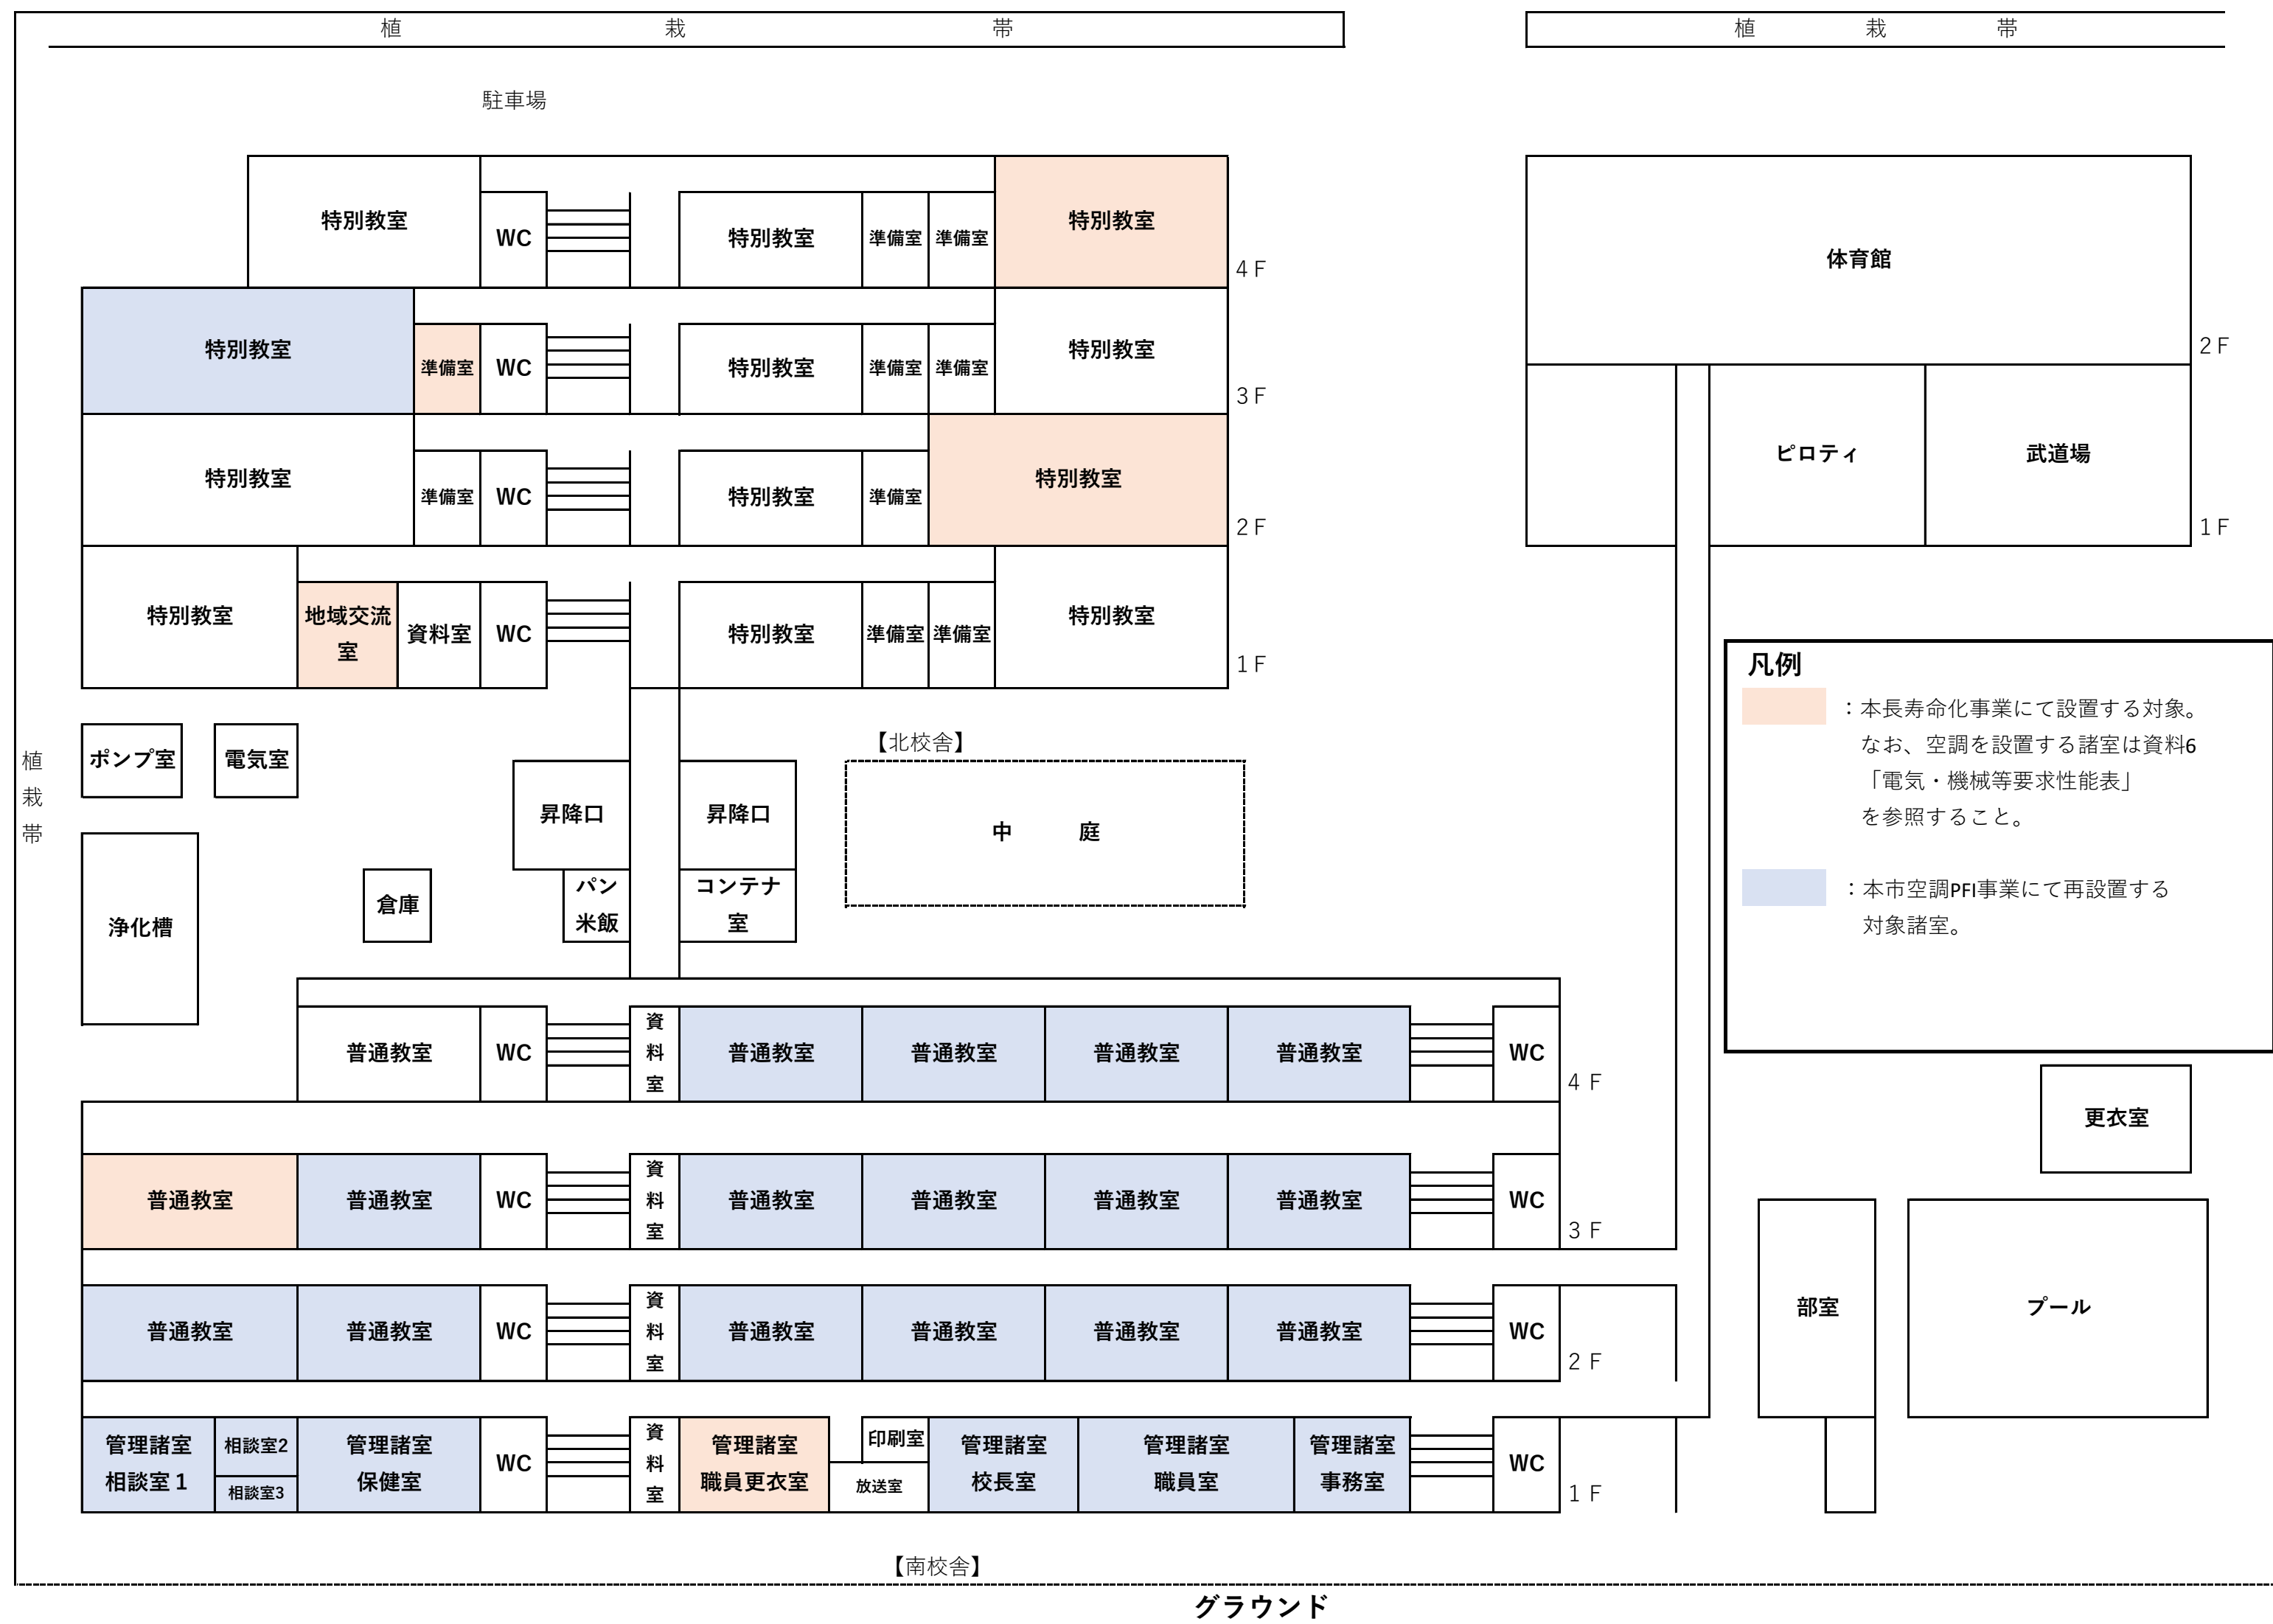 植　栽　帯
植　栽　帯
駐車場
特別教室
WC
特別教室
準備室
準備室
特別教室
4F
特別教室
準備室
WC
特別教室
準備室
準備室
特別教室
3F
特別教室
準備室
WC
特別教室
準備室
特別教室
2F
特別教室
地域交流
室
資料室
WC
特別教室
準備室
準備室
特別教室
1F
体育館
2F
ピロティ
武道場
1F
凡例
：本長寿命化事業にて設置する対象。
なお、空調を設置する諸室は資料6
「電気・機械等要求性能表」
を参照すること。
：本市空調PFI事業にて再設置する
対象諸室。
植
栽
帯
ポンプ室
電気室
【北校舎】
昇降口
昇降口
中　庭
浄化槽
倉庫
パン
米飯
コンテナ
室
普通教室
WC
資
料
室
普通教室
普通教室
普通教室
普通教室
WC
4F
更衣室
普通教室
普通教室
WC
資
料
室
普通教室
普通教室
普通教室
普通教室
WC
3F
普通教室
普通教室
WC
資
料
室
普通教室
普通教室
普通教室
普通教室
WC
2F
部室
プール
管理諸室
相談室1
相談室2
相談室3
管理諸室
保健室
WC
資
料
室
管理諸室
職員更衣室
印刷室
放送室
管理諸室
校長室
管理諸室
職員室
管理諸室
事務室
WC
1F
【南校舎】
グラウンド